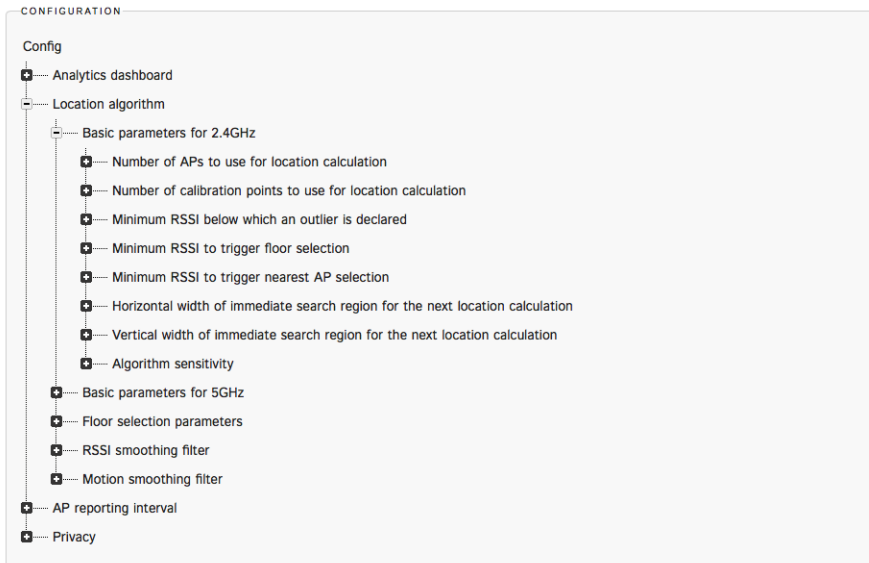 CONFIGURATION
Config
Analytics dashboard
Location algorithm
Basic parameters for 2.4GHz
Number of APs to use for location calculation
Number of calibration points to use for location calculation
Minimum RSSI below which an outlier is declared
Minimum RSSI to trigger floor selection
Minimum RSSI to trigger nearest AP selection
Horizontal width of immediate search region for the next location calculation
Vertical width of immediate search region for the next location calculation
Algorithm sensitivity
Basic parameters for 5GHz
Floor selection parameters
RSSI smoothing filter
Motion smoothing filter
AP reporting interval
Privacy